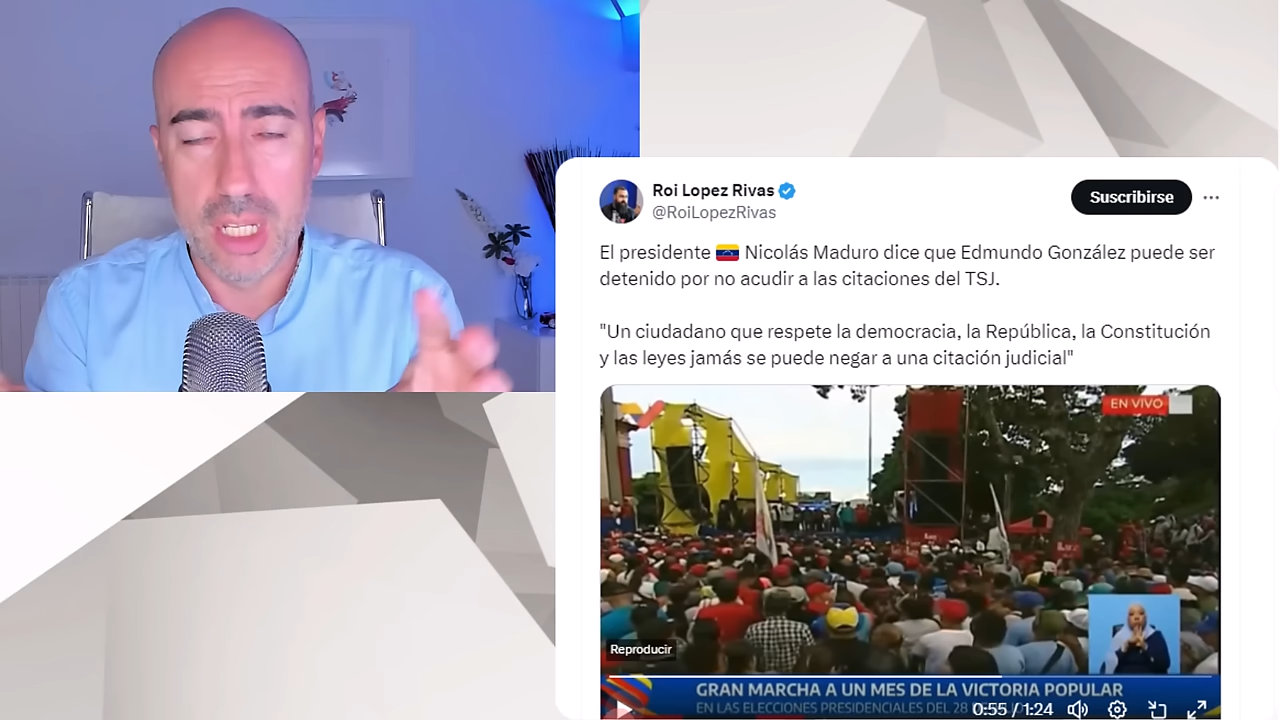 Roi Lopez Rivas
@RoiLopezRivas
Suscribirse
El presidente Nicolás Maduro dice que Edmundo González puede ser
detenido por no acudir a las citaciones del TSJ.
"Un ciudadano que respete la democracia, la República, la Constitución
y las leyes jamás se puede negar a una citación judicial"
EN VIVO
Reproducir
GRAN MARCHA A UN MES DE LA VICTORIA POPULAR
EN LAS ELECCIONES PRESIDENCIALES DEL 28
0:55 / 1:24